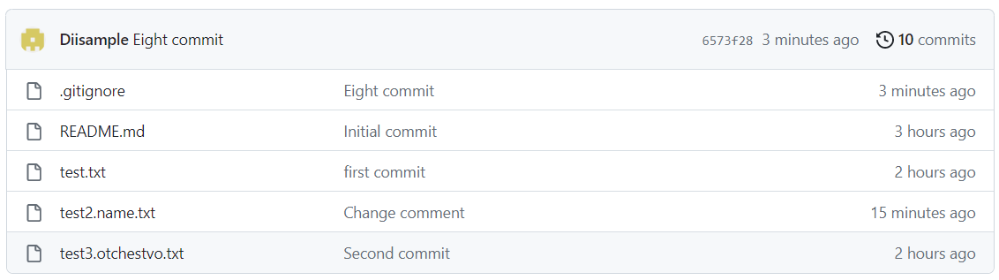 Diisample Eight commit 6573f28 3 minutes ago 10 commits
.gitignore Eight commit 3 minutes ago
README.md Initial commit 3 hours ago
test.txt first commit 2 hours ago
test2.name.txt Change comment 15 minutes ago
test3.otchestvo.txt Second commit 2 hours ago